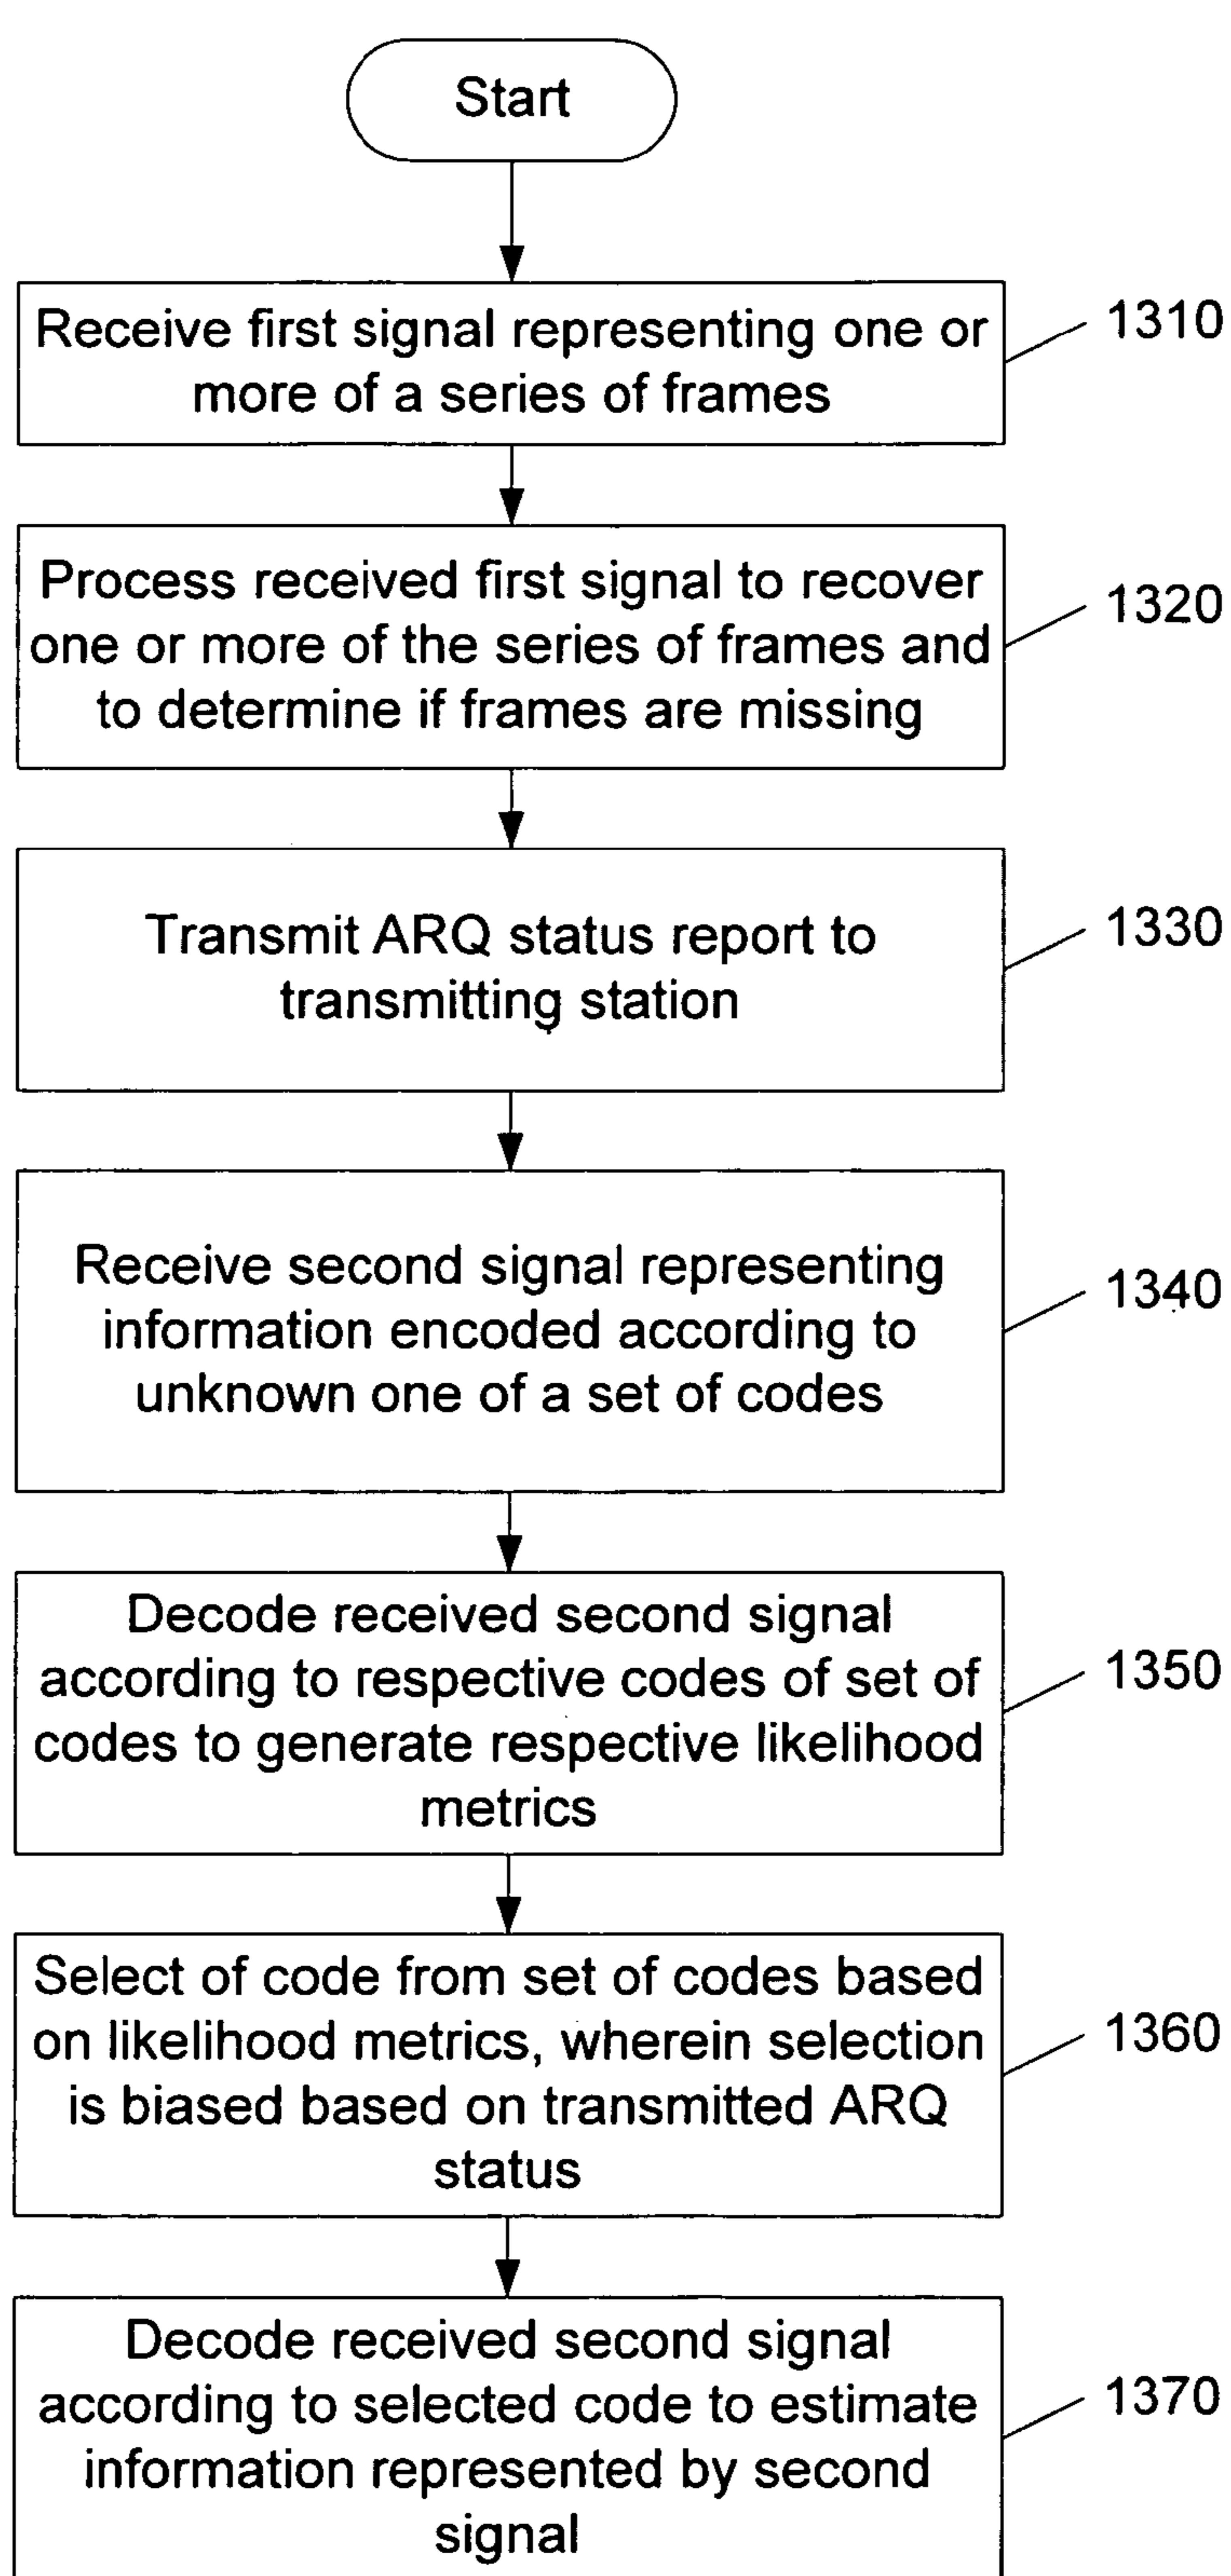 Start
Receive first signal representing one or
more of a series of frames
1310
Process received first signal to recover
one or more of the series of frames and
to determine if frames are missing
1320
Transmit ARQ status report to
transmitting station
1330
Receive second signal representing
information encoded according to
unknown one of a set of codes
1340
Decode received second signal
according to respective codes of set of
codes to generate respective likelihood
metrics
1350
Select of code from set of codes based
on likelihood metrics, wherein selection
is biased based on transmitted ARQ
status
1360
Decode received second signal
according to selected code to estimate
information represented by second
signal
1370